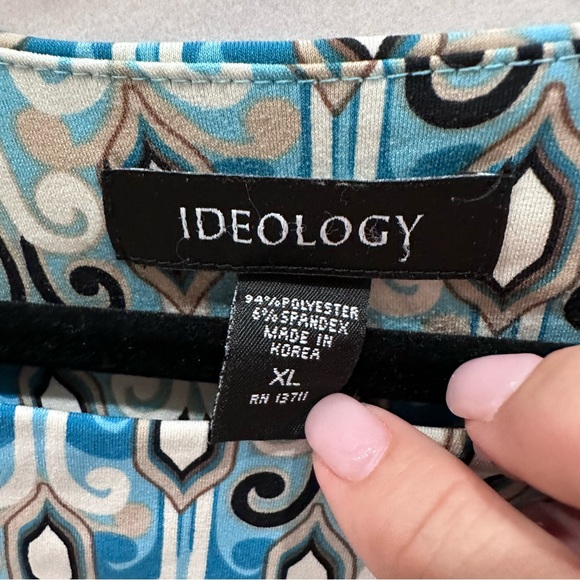 IDEOLOGY
94%POLYESTER
6%SPANDEX
MADE IN
KOREA
XL
RN 13711